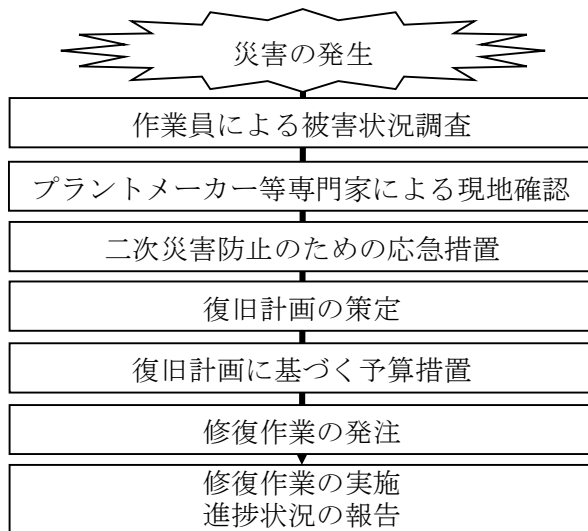 災害の発生
作業員による被害状況調査
プラントメーカー等専門家による現地確認
二次災害防止のための応急措置
復旧計画の策定
復旧計画に基づく予算措置
修復作業の発注
修復作業の実施
進捗状況の報告